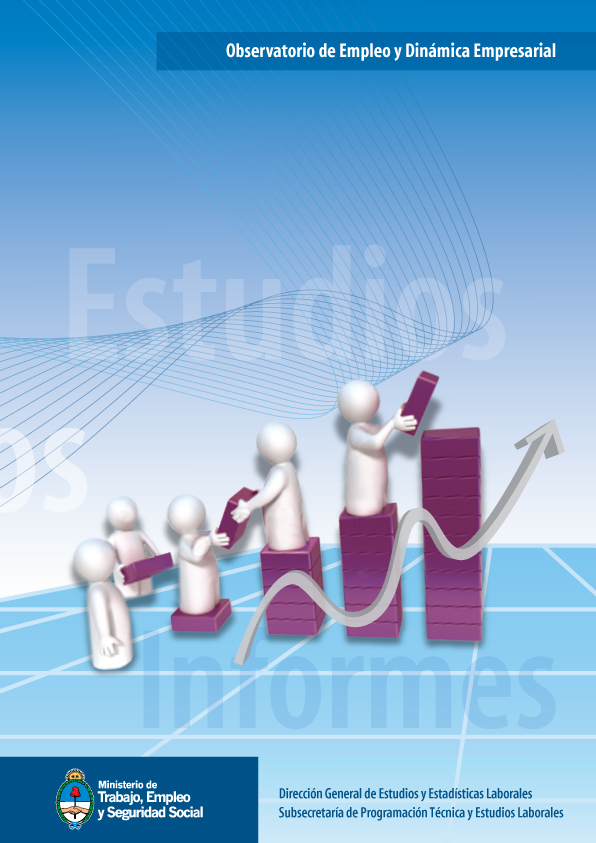 Observatorio de Empleo y Dinámica Empresarial
Estudios
os
Informes
Ministerio de
Trabajo, Empleo
y Seguridad Social
Dirección General de Estudios y Estadísticas Laborales
Subsecretaría de Programación Técnica y Estudios Laborales